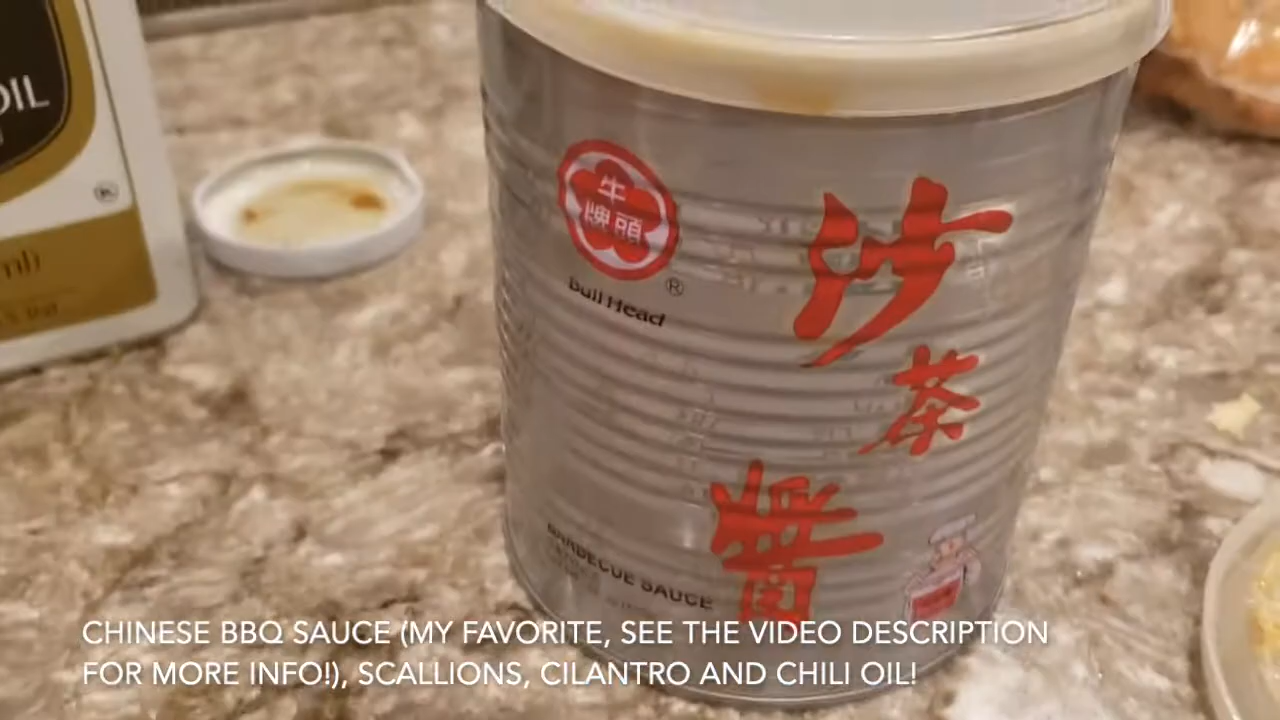 OIL
ml)
牛
牌頭
®
Bull Head
沙
茶
醬
BARBECUE SAUCE
CHINESE BBQ SAUCE (MY FAVORITE, SEE THE VIDEO DESCRIPTION
FOR MORE INFO!), SCALLIONS, CILANTRO AND CHILI OIL!